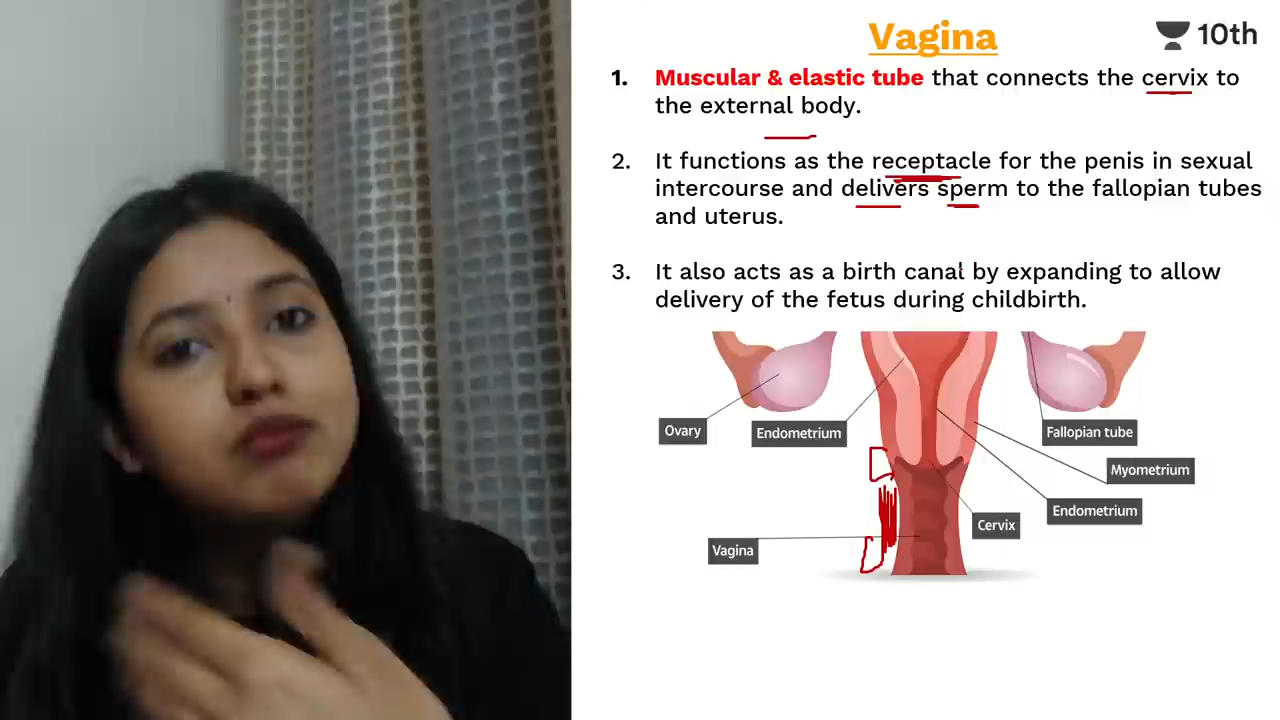 Vagina
10th
1. Muscular & elastic tube that connects the cervix to
the external body.
2. It functions as the receptacle for the penis in sexual
intercourse and delivers sperm to the fallopian tubes
and uterus.
3. It also acts as a birth canal by expanding to allow
delivery of the fetus during childbirth.
Ovary
Endometrium
Fallopian tube
Myometrium
Endometrium
Cervix
Vagina